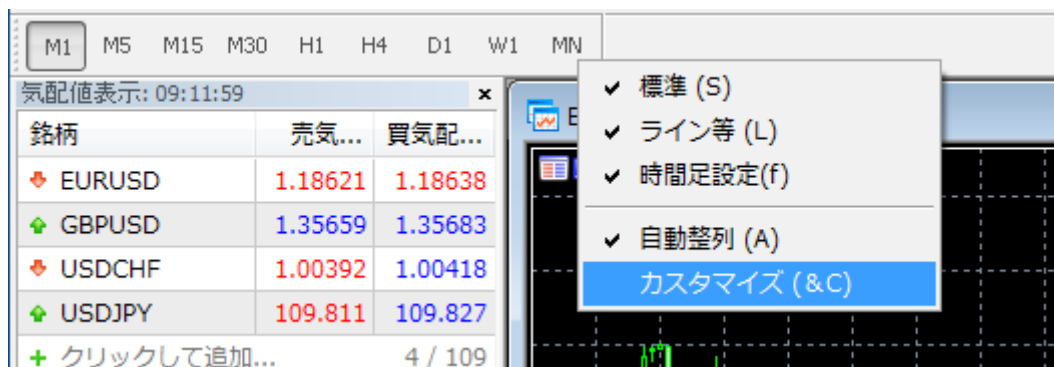 M1 M5 M15 M30 H1 H4 D1 W1 MN
気配値表示: 09:11:59
銘柄 売気... 買気配...
EURUSD 1.18621 1.18638
GBPUSD 1.35659 1.35683
USDCHF 1.00392 1.00418
USDJPY 109.811 109.827
クリックして追加... 4 / 109
標準 (S)
ライン等 (L)
時間足設定(f)
自動整列 (A)
カスタマイズ (&C)